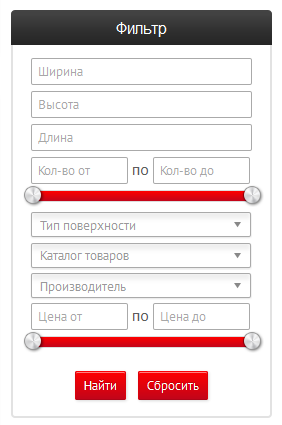 Фильтр
Ширина
Высота
Длина
Кол-во от по Кол-во до
Тип поверхности
Каталог товаров
Производитель
Цена от по Цена до
Найти Сбросить